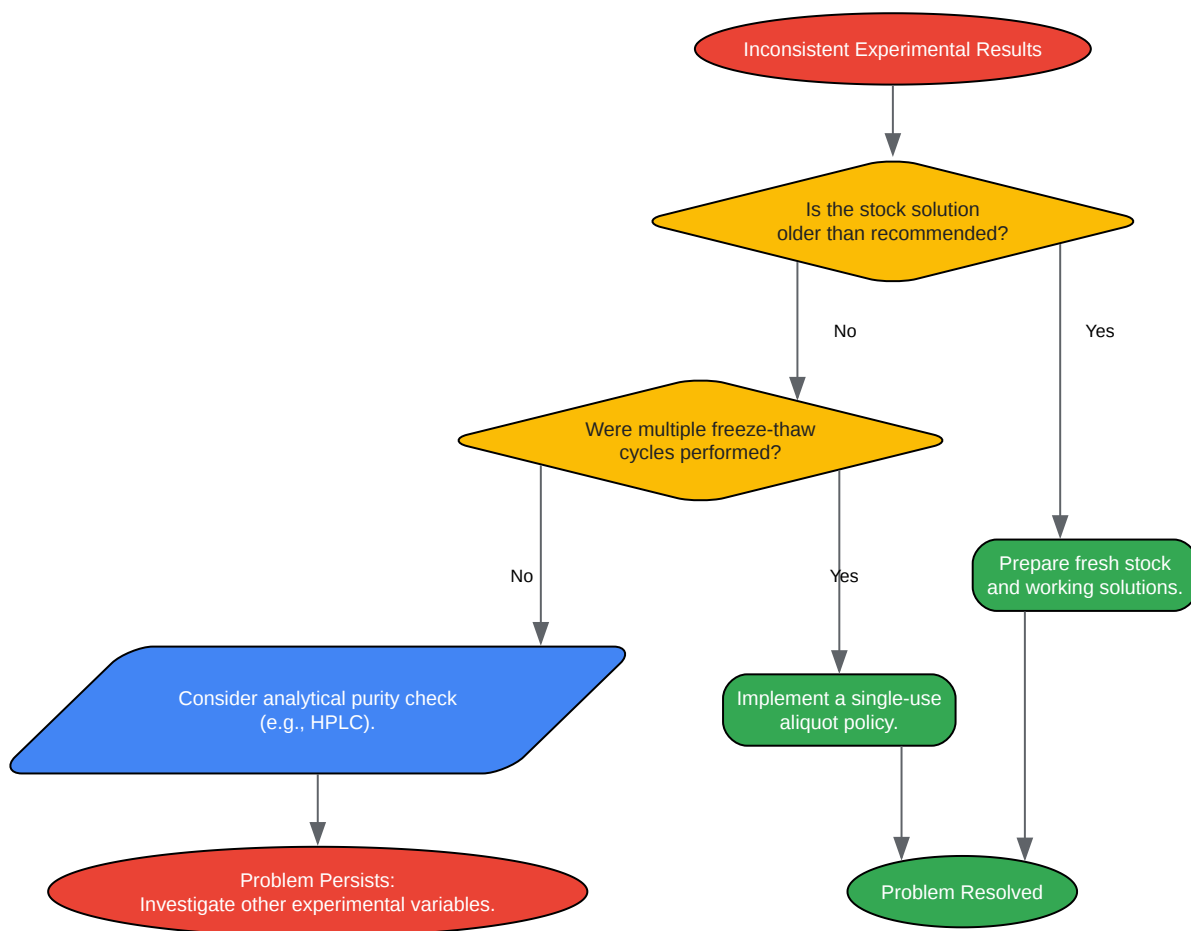 Inconsistent Experimental Results
Is the stock solution
older than recommended?
No
Yes
Were multiple freeze-thaw
cycles performed?
No
Yes
Prepare fresh stock
and working solutions.
Consider analytical purity check
(e.g., HPLC).
Implement a single-use
aliquot policy.
Problem Persists:
Investigate other experimental variables.
Problem Resolved